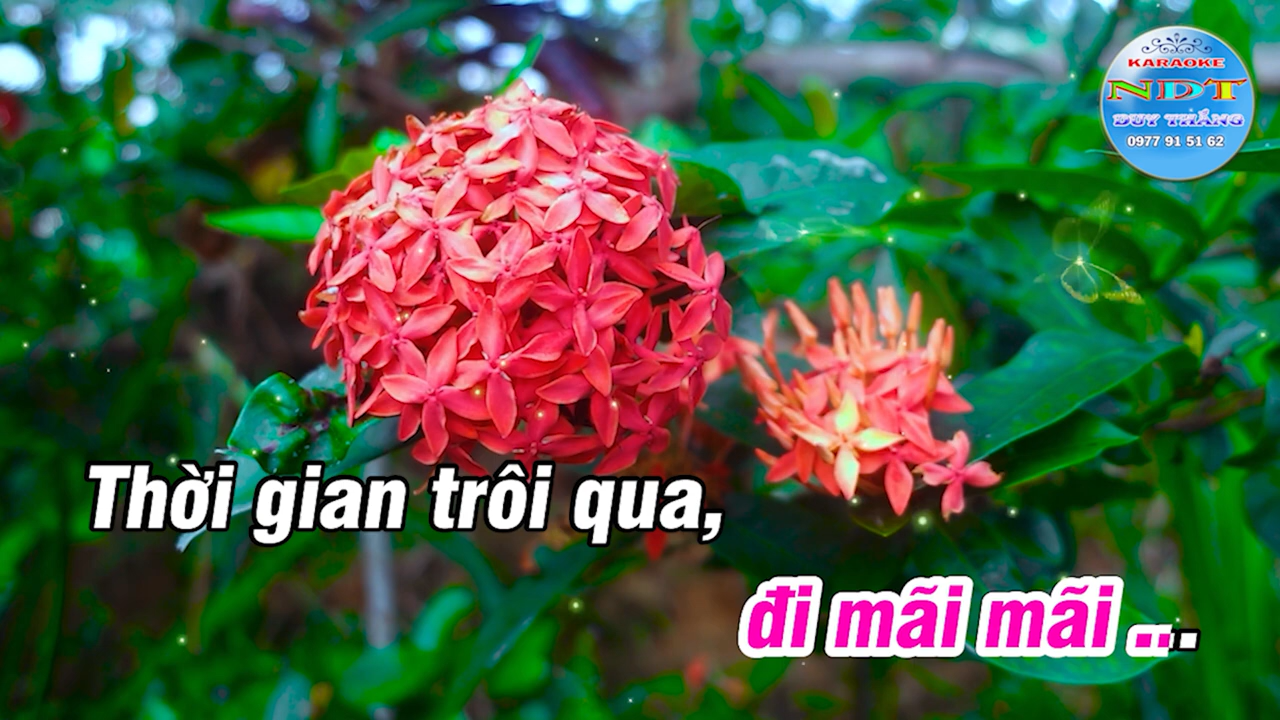 KARAOKE
NDT
DUY THẮNG
0977 91 51 62
Thời gian trôi qua,
đi mãi mãi ...